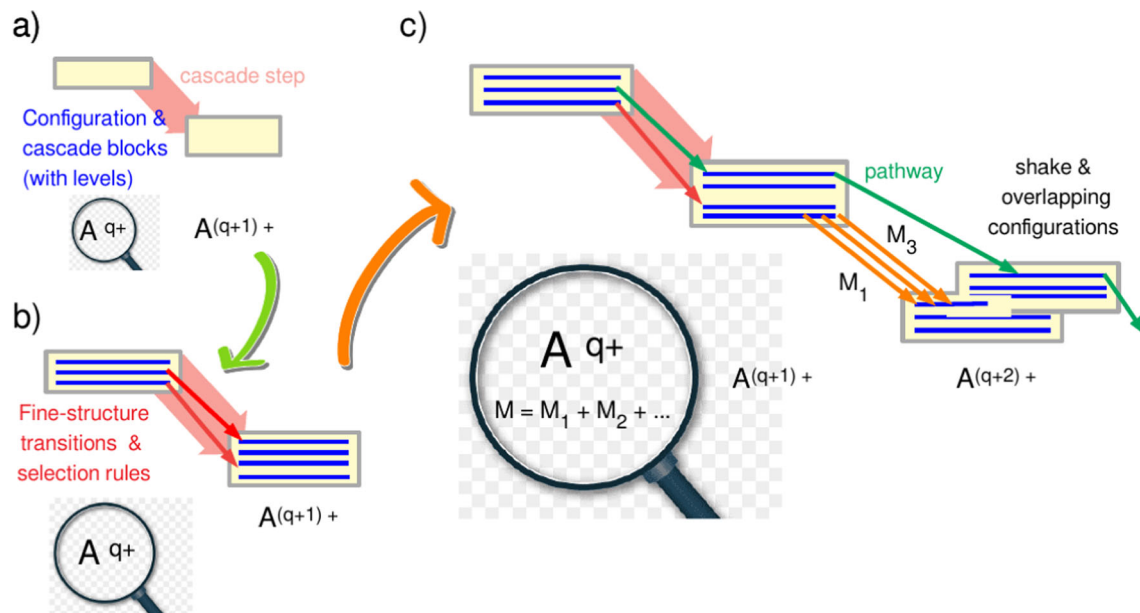 a)
cascade step
Configuration &
cascade blocks
(with levels)
A q+
A(q+1) +
b)
Fine-structure
transitions &
selection rules
A q+
A(q+1) +
c)
pathway
shake &
overlapping
configurations
M3
M1
A q+
M = M1 + M2 + ...
A(q+1) +
A(q+2) +